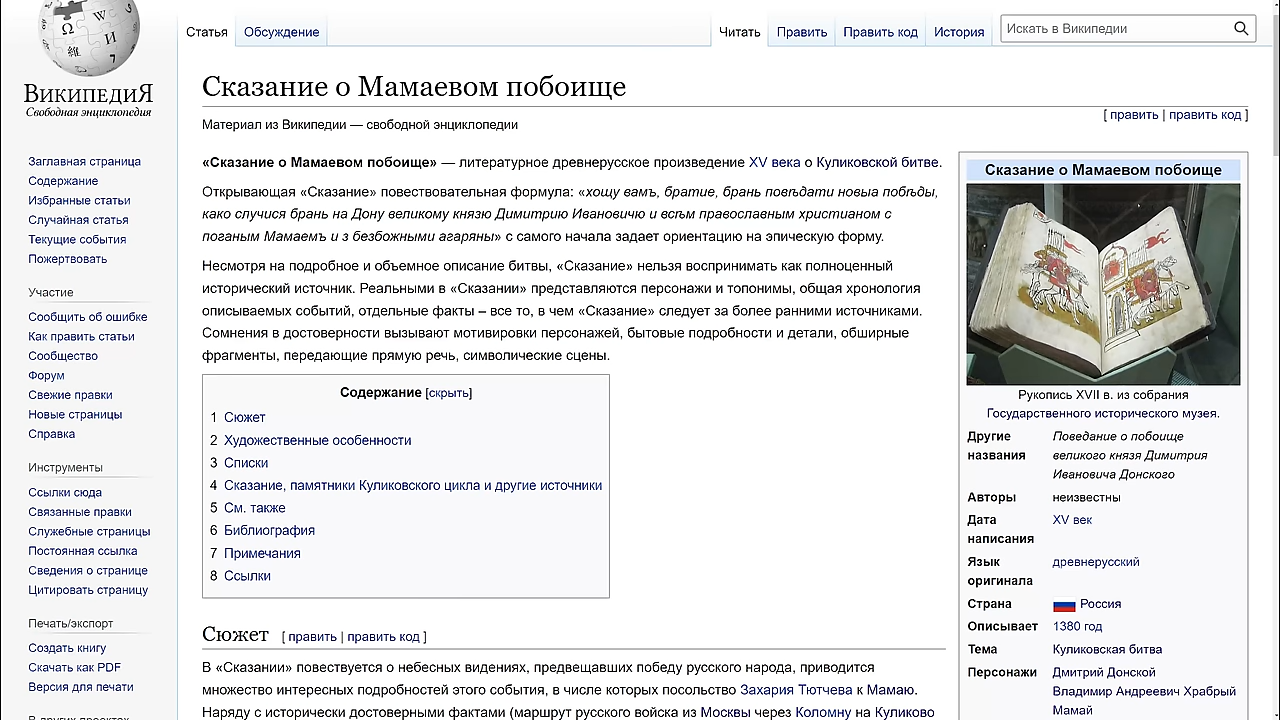 Статья
Обсуждение
Читать
Править
Править код
История
Искать в Википедии
ВикипедиЯ
Свободная энциклопедия
Заглавная страница
Содержание
Избранные статьи
Случайная статья
Текущие события
Пожертвовать
Участие
Сообщить об ошибке
Как править статьи
Сообщество
Форум
Свежие правки
Новые страницы
Справка
Инструменты
Ссылки сюда
Связанные правки
Служебные страницы
Постоянная ссылка
Сведения о странице
Цитировать страницу
Печать/экспорт
Создать книгу
Скачать как PDF
Версия для печати
В других проектах
Сказание о Мамаевом побоище
[ править | править код ]
Материал из Википедии — свободной энциклопедии
«Сказание о Мамаевом побоище» — литературное древнерусское произведение XV века о Куликовской битве.
Открывающая «Сказание» повествовательная формула: «хощу вамъ, братие, брань повѣдати новыа побѣды,
како случися брань на Дону великому князю Димитрию Ивановичю и всѣм православным христианом с
поганым Мамаемъ и з безбожными агаряны» с самого начала задает ориентацию на эпическую форму.
Несмотря на подробное и объемное описание битвы, «Сказание» нельзя воспринимать как полноценный
исторический источник. Реальными в «Сказании» представляются персонажи и топонимы, общая хронология
описываемых событий, отдельные факты – все то, в чем «Сказание» следует за более ранними источниками.
Сомнения в достоверности вызывают мотивировки персонажей, бытовые подробности и детали, обширные
фрагменты, передающие прямую речь, символические сцены.
Содержание [скрыть]
1 Сюжет
2 Художественные особенности
3 Списки
4 Сказание, памятники Куликовского цикла и другие источники
5 См. также
6 Библиография
7 Примечания
8 Ссылки
Сюжет [ править | править код ]
В «Сказании» повествуется о небесных видениях, предвещавших победу русского народа, приводится
множество интересных подробностей этого события, в числе которых посольство Захария Тютчева к Мамаю.
Наряду с исторически достоверными фактами (маршрут русского войска из Москвы через Коломну на Куликово
Сказание о Мамаевом побоище
Рукопись XVII в. из собрания
Государственного исторического музея.
Другие названия
Поведание о побоище
великого князя Димитрия
Ивановича Донского
Авторы неизвестны
Дата написания
XV век
Язык оригинала
древнерусский
Страна Россия
Описывает 1380 год
Тема Куликовская битва
Персонажи Дмитрий Донской
Владимир Андреевич Храбрый
Мамай